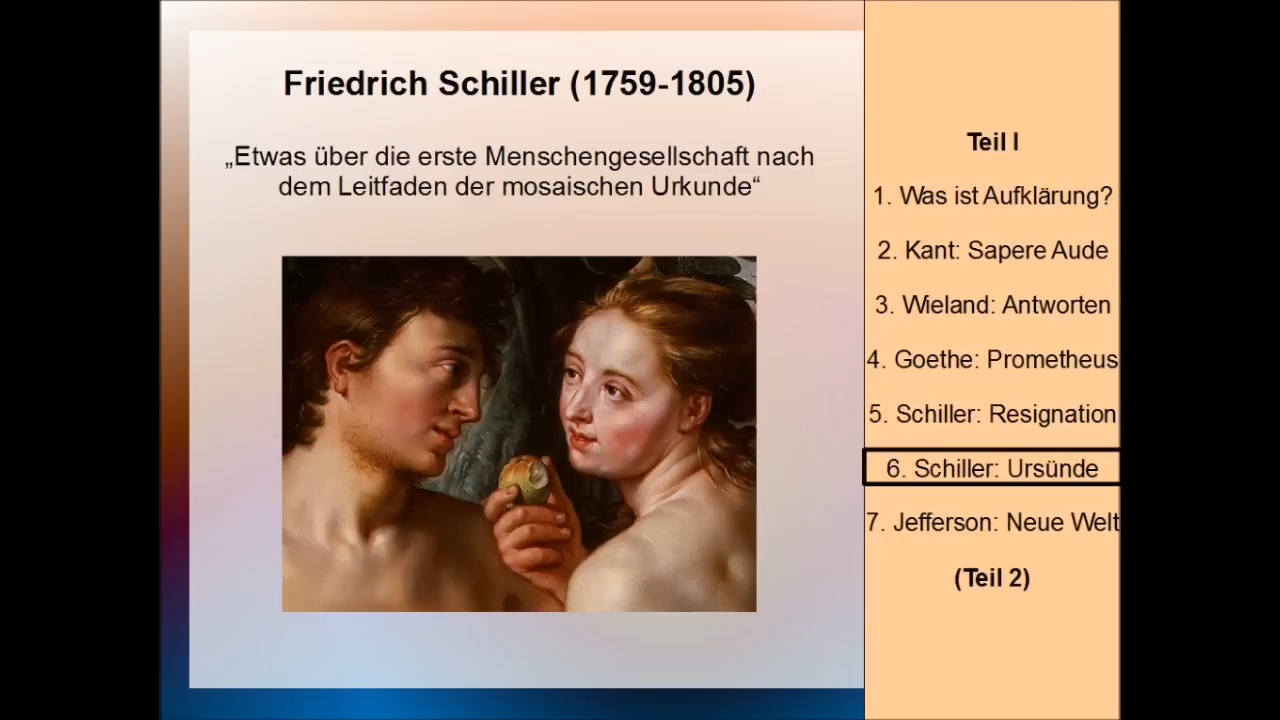 Friedrich Schiller (1759-1805)
„Etwas über die erste Menschengesellschaft nach
dem Leitfaden der mosaischen Urkunde“
Teil I
1. Was ist Aufklärung?
2. Kant: Sapere Aude
3. Wieland: Antworten
4. Goethe: Prometheus
5. Schiller: Resignation
6. Schiller: Ursünde
7. Jefferson: Neue Welt
(Teil 2)